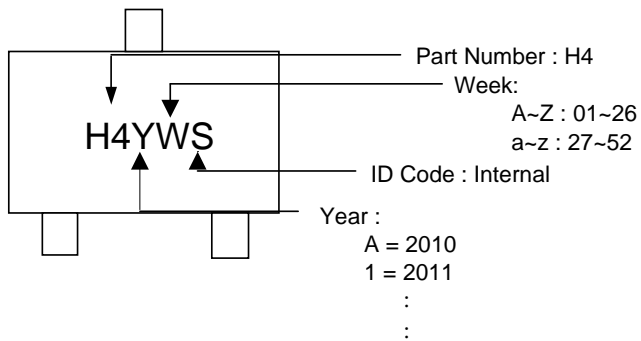 Part Number : H4
Week:
A~Z : 01~26
a~z : 27~52
H4YWS
ID Code : Internal
Year :
A = 2010
1 = 2011
:
: